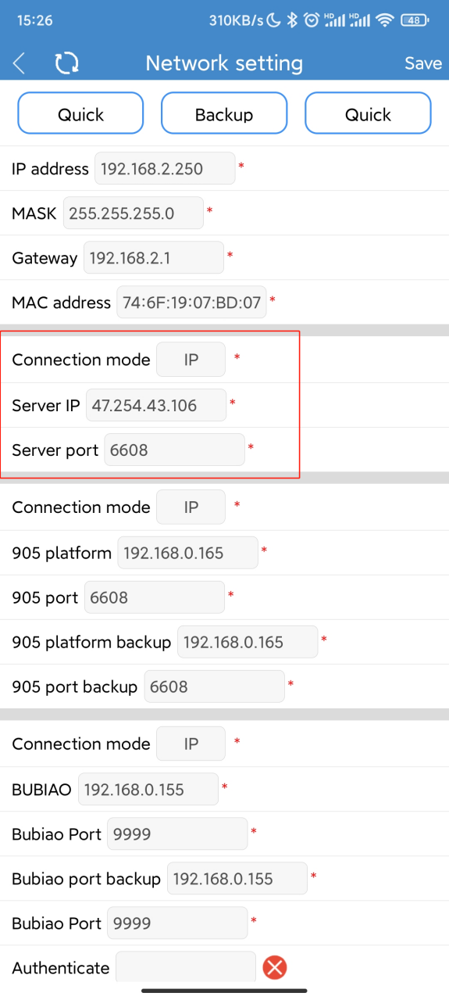 15:26 310KB/s HD HD 48
Network setting Save
Quick Backup Quick
IP address 192.168.2.250 *
MASK 255.255.255.0 *
Gateway 192.168.2.1 *
MAC address 74:6F:19:07:BD:07 *
Connection mode IP *
Server IP 47.254.43.106 *
Server port 6608 *
Connection mode IP *
905 platform 192.168.0.165 *
905 port 6608 *
905 platform backup 192.168.0.165 *
905 port backup 6608 *
Connection mode IP *
BUBIAO 192.168.0.155 *
Bubiao Port 9999 *
Bubiao port backup 192.168.0.155 *
Bubiao Port 9999 *
Authenticate